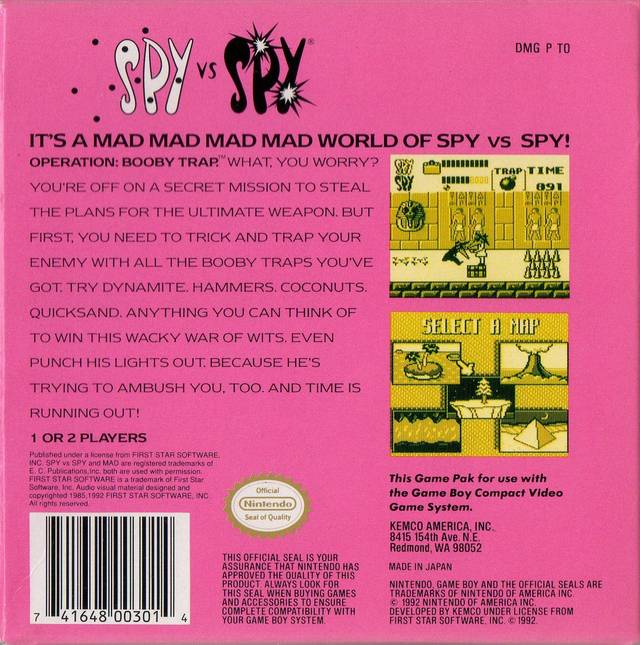 SPY VS SPY®
DMG P TO
IT'S A MAD MAD MAD MAD WORLD OF SPY vs SPY!
OPERATION: BOOBY TRAP.™ WHAT, YOU WORRY?
YOU'RE OFF ON A SECRET MISSION TO STEAL
THE PLANS FOR THE ULTIMATE WEAPON. BUT
FIRST, YOU NEED TO TRICK AND TRAP YOUR
ENEMY WITH ALL THE BOOBY TRAPS YOU'VE
GOT. TRY DYNAMITE. HAMMERS. COCONUTS.
QUICKSAND. ANYTHING YOU CAN THINK OF
TO WIN THIS WACKY WAR OF WITS. EVEN
PUNCH HIS LIGHTS OUT. BECAUSE HE'S
TRYING TO AMBUSH YOU, TOO. AND TIME IS
RUNNING OUT!
1 OR 2 PLAYERS
Published under a license from FIRST STAR SOFTWARE,
INC. SPY vs SPY and MAD are registered trademarks of
E. C. Publications,Inc. both are used with permission.
FIRST STAR SOFTWARE is a trademark of First Star
Software, Inc. Audio visual material designed and
copyrighted 1985,1992 FIRST STAR SOFTWARE, INC.
All rights reserved.
7 41648 00301 4
Official
Nintendo
Seal of Quality
THIS OFFICIAL SEAL IS YOUR
ASSURANCE THAT NINTENDO HAS
APPROVED THE QUALITY OF THIS
PRODUCT. ALWAYS LOOK FOR
THIS SEAL WHEN BUYING GAMES
AND ACCESSORIES TO ENSURE
COMPLETE COMPATIBILITY WITH
YOUR GAME BOY SYSTEM.
SPY
SPY
TRAP TIME
091
SELECT A MAP
This Game Pak for use with
the Game Boy Compact Video
Game System.
KEMCO AMERICA, INC.
8415 154th Ave. N.E.
Redmond, WA 98052
MADE IN JAPAN
NINTENDO, GAME BOY AND THE OFFICIAL SEALS ARE
TRADEMARKS OF NINTENDO OF AMERICA INC.
© 1992 NINTENDO OF AMERICA INC.
DEVELOPED BY KEMCO UNDER LICENSE FROM
FIRST STAR SOFTWARE, INC. © 1992.